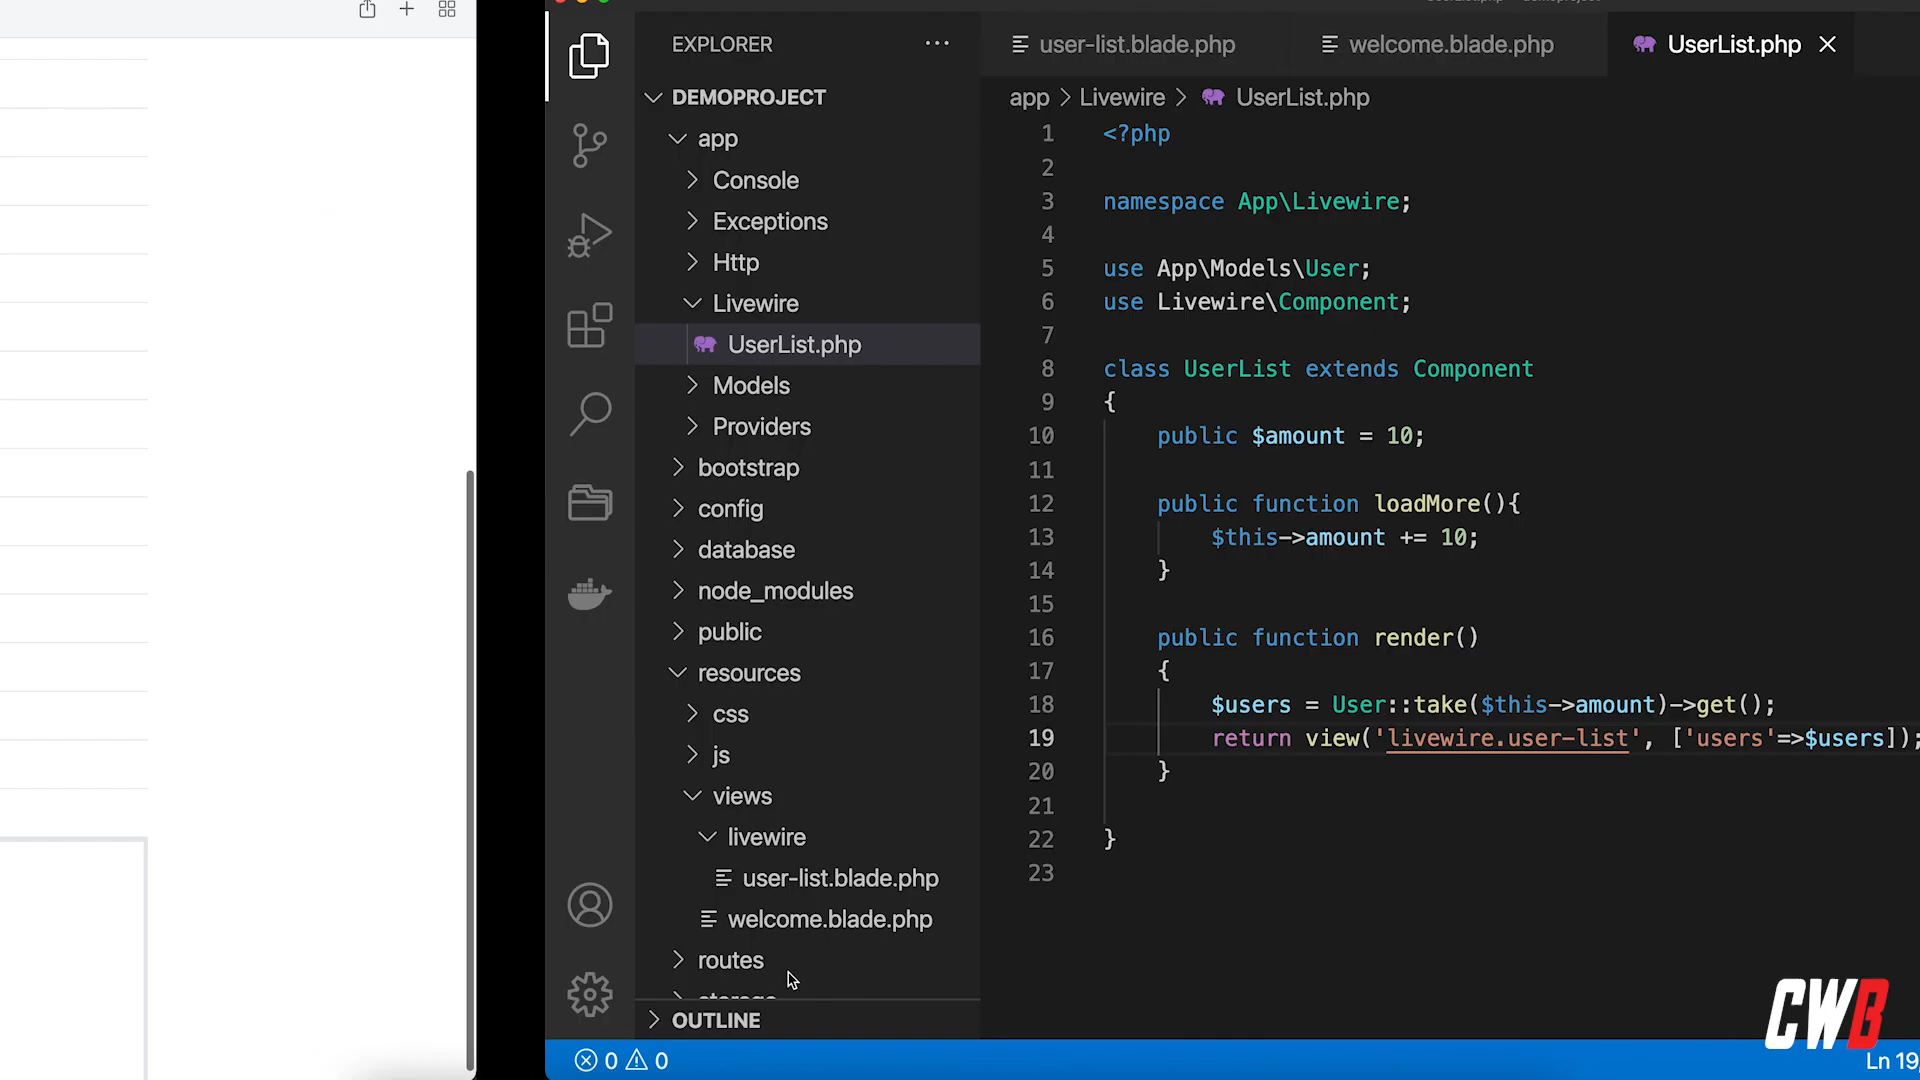 EXPLORER
DEMOPROJECT
app
Console
Exceptions
Http
Livewire
UserList.php
Models
Providers
bootstrap
config
database
node_modules
public
resources
css
js
views
livewire
user-list.blade.php
welcome.blade.php
routes
OUTLINE
user-list.blade.php
welcome.blade.php
UserList.php
app > Livewire > UserList.php
1 <?php
2
3 namespace App\Livewire;
4
5 use App\Models\User;
6 use Livewire\Component;
7
8 class UserList extends Component
9 {
10 public $amount = 10;
11
12 public function loadMore(){
13 $this->amount += 10;
14 }
15
16 public function render()
17 {
18 $users = User::take($this->amount)->get();
19 return view('livewire.user-list', ['users'=>$users]);
20 }
21
22 }
23
CWB
0 0
Ln 19,